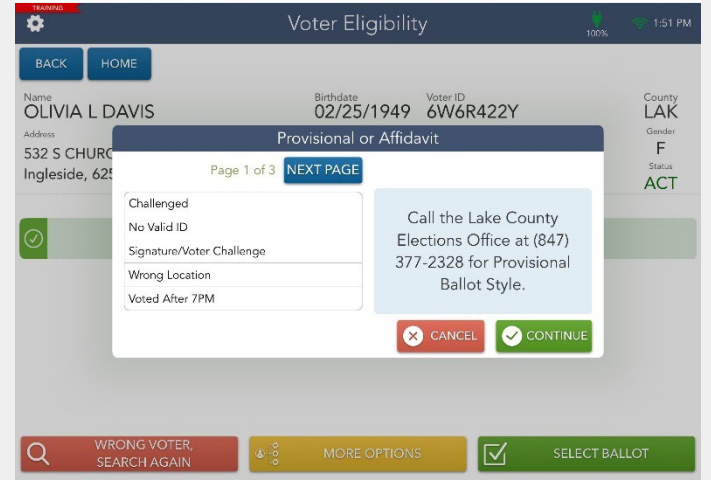 TRAINING
Voter Eligibility
100%
1:51 PM
BACK
HOME
Name
OLIVIA L DAVIS
Birthdate
02/25/1949
Voter ID
6W6R422Y
County
LAK
Address
532 S CHURC
Ingleside, 625
Gender
F
Status
ACT
Provisional or Affidavit
Page 1 of 3
NEXT PAGE
Challenged
No Valid ID
Signature/Voter Challenge
Wrong Location
Voted After 7PM
Call the Lake County
Elections Office at (847)
377-2328 for Provisional
Ballot Style.
CANCEL
CONTINUE
WRONG VOTER,
SEARCH AGAIN
MORE OPTIONS
SELECT BALLOT